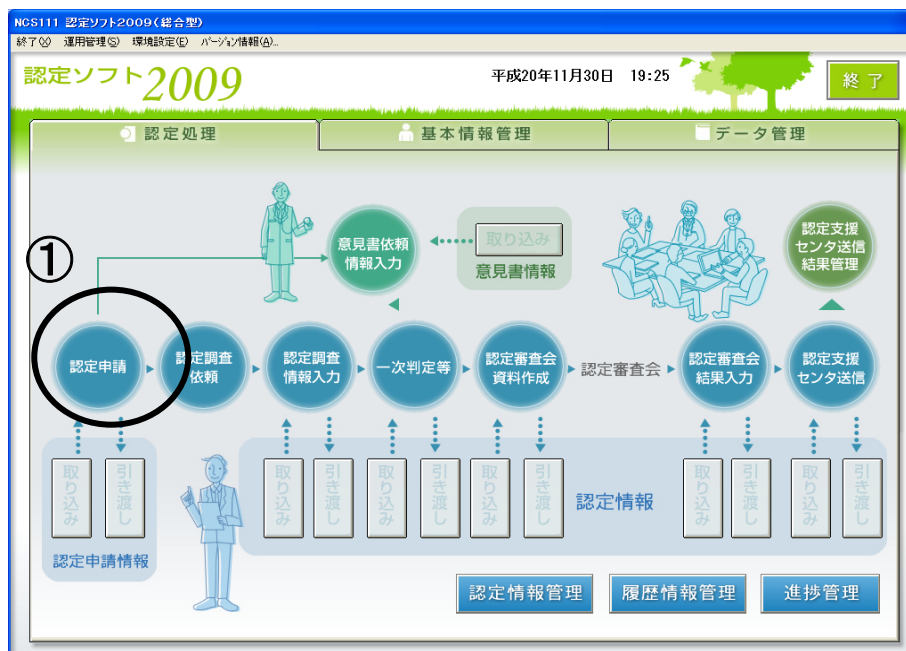 NCS111 認定ソフト2009(総合型)
終了(X) 運用管理(S) 環境設定(E) バージョン情報(A)...
認定ソフト2009
平成20年11月30日 19:25
終 了
認定処理
基本情報管理
データ管理
①
意見書依頼
情報入力
取り込み
意見書情報
認定支援
センタ送信
結果管理
認定申請
認定調査
依頼
認定調査
情報入力
一次判定等
認定審査会
資料作成
認定審査会
認定審査会
結果入力
認定支援
センタ送信
取り込み
引き渡し
認定申請情報
取り込み
引き渡し
取り込み
引き渡し
取り込み
引き渡し
認定情報
取り込み
引き渡し
取り込み
引き渡し
認定情報管理
履歴情報管理
進捗管理